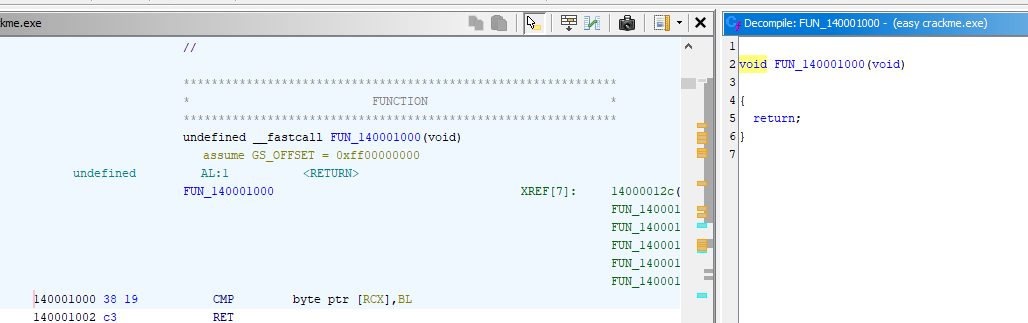 ckme.exe
//
************************************************************
* FUNCTION *
************************************************************
undefined __fastcall FUN_140001000(void)
assume GS_OFFSET = 0xff00000000
undefined AL:1 <RETURN>
FUN_140001000 XREF[7]: 14000012c(
FUN_140001
FUN_140001
FUN_140001
FUN_140001
FUN_140001
140001000 38 19 CMP byte ptr [RCX],BL
140001002 c3 RET
Decompile: FUN_140001000 - (easy crackme.exe)
1
2 void FUN_140001000(void)
3
4 {
5 return;
6 }
7